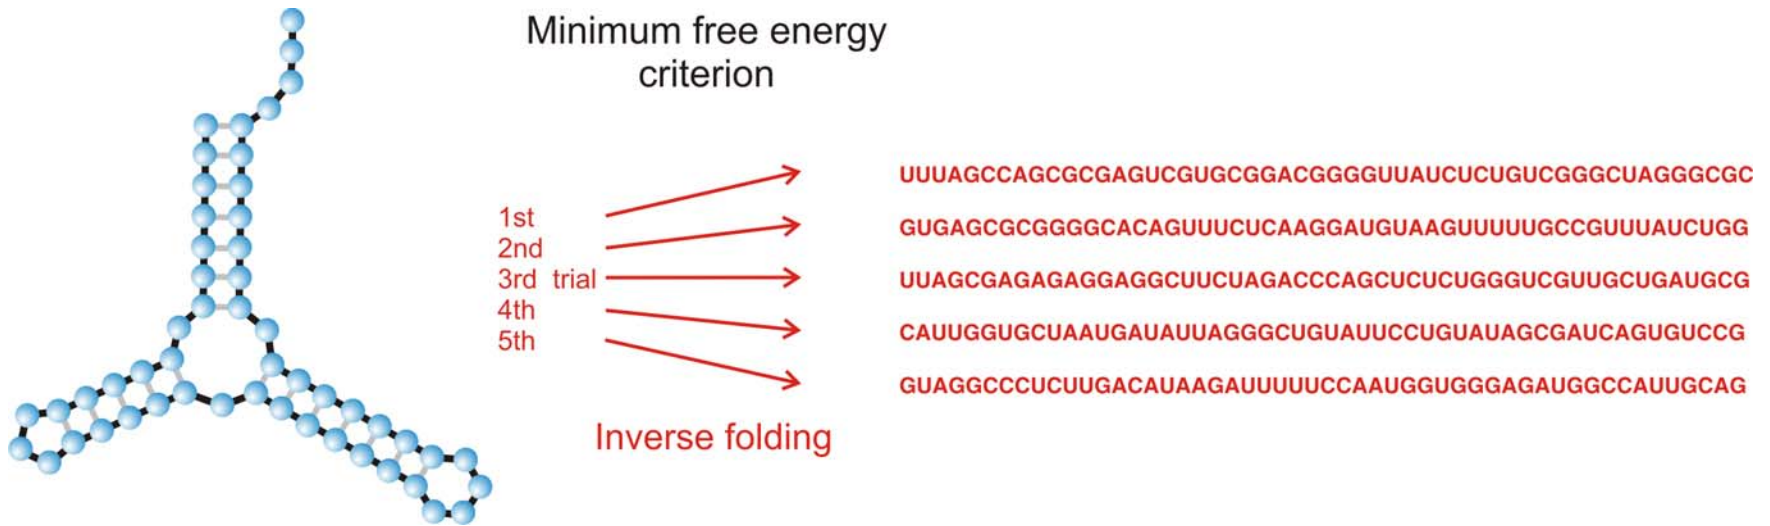 Minimum free energy
criterion
1st
2nd
3rd trial
4th
5th
UUUAGCCAGCGCGAGUCGUGCGGACGGGGUUAUCUCUGUCGGGCUAGGGCGC
GUGAGCGCGGGGCACAGUUUCUCAAGGAUGUAAGUUUUUGCCGUUUAUCUGG
UUAGCGAGAGAGGAGGCUUCUAGACCCAGCUCUCUGGGUCGUUGCUGAUGCG
CAUUGGUGCUAAUGAUAUUAGGGCUGUAUUCCUGUAUAGCGAUCAGUGUCCG
GUAGGCCCUCUUGACAUAAGAUUUUUCCAAUGGUGGGAGAUGGCCAUUGCAG
Inverse folding